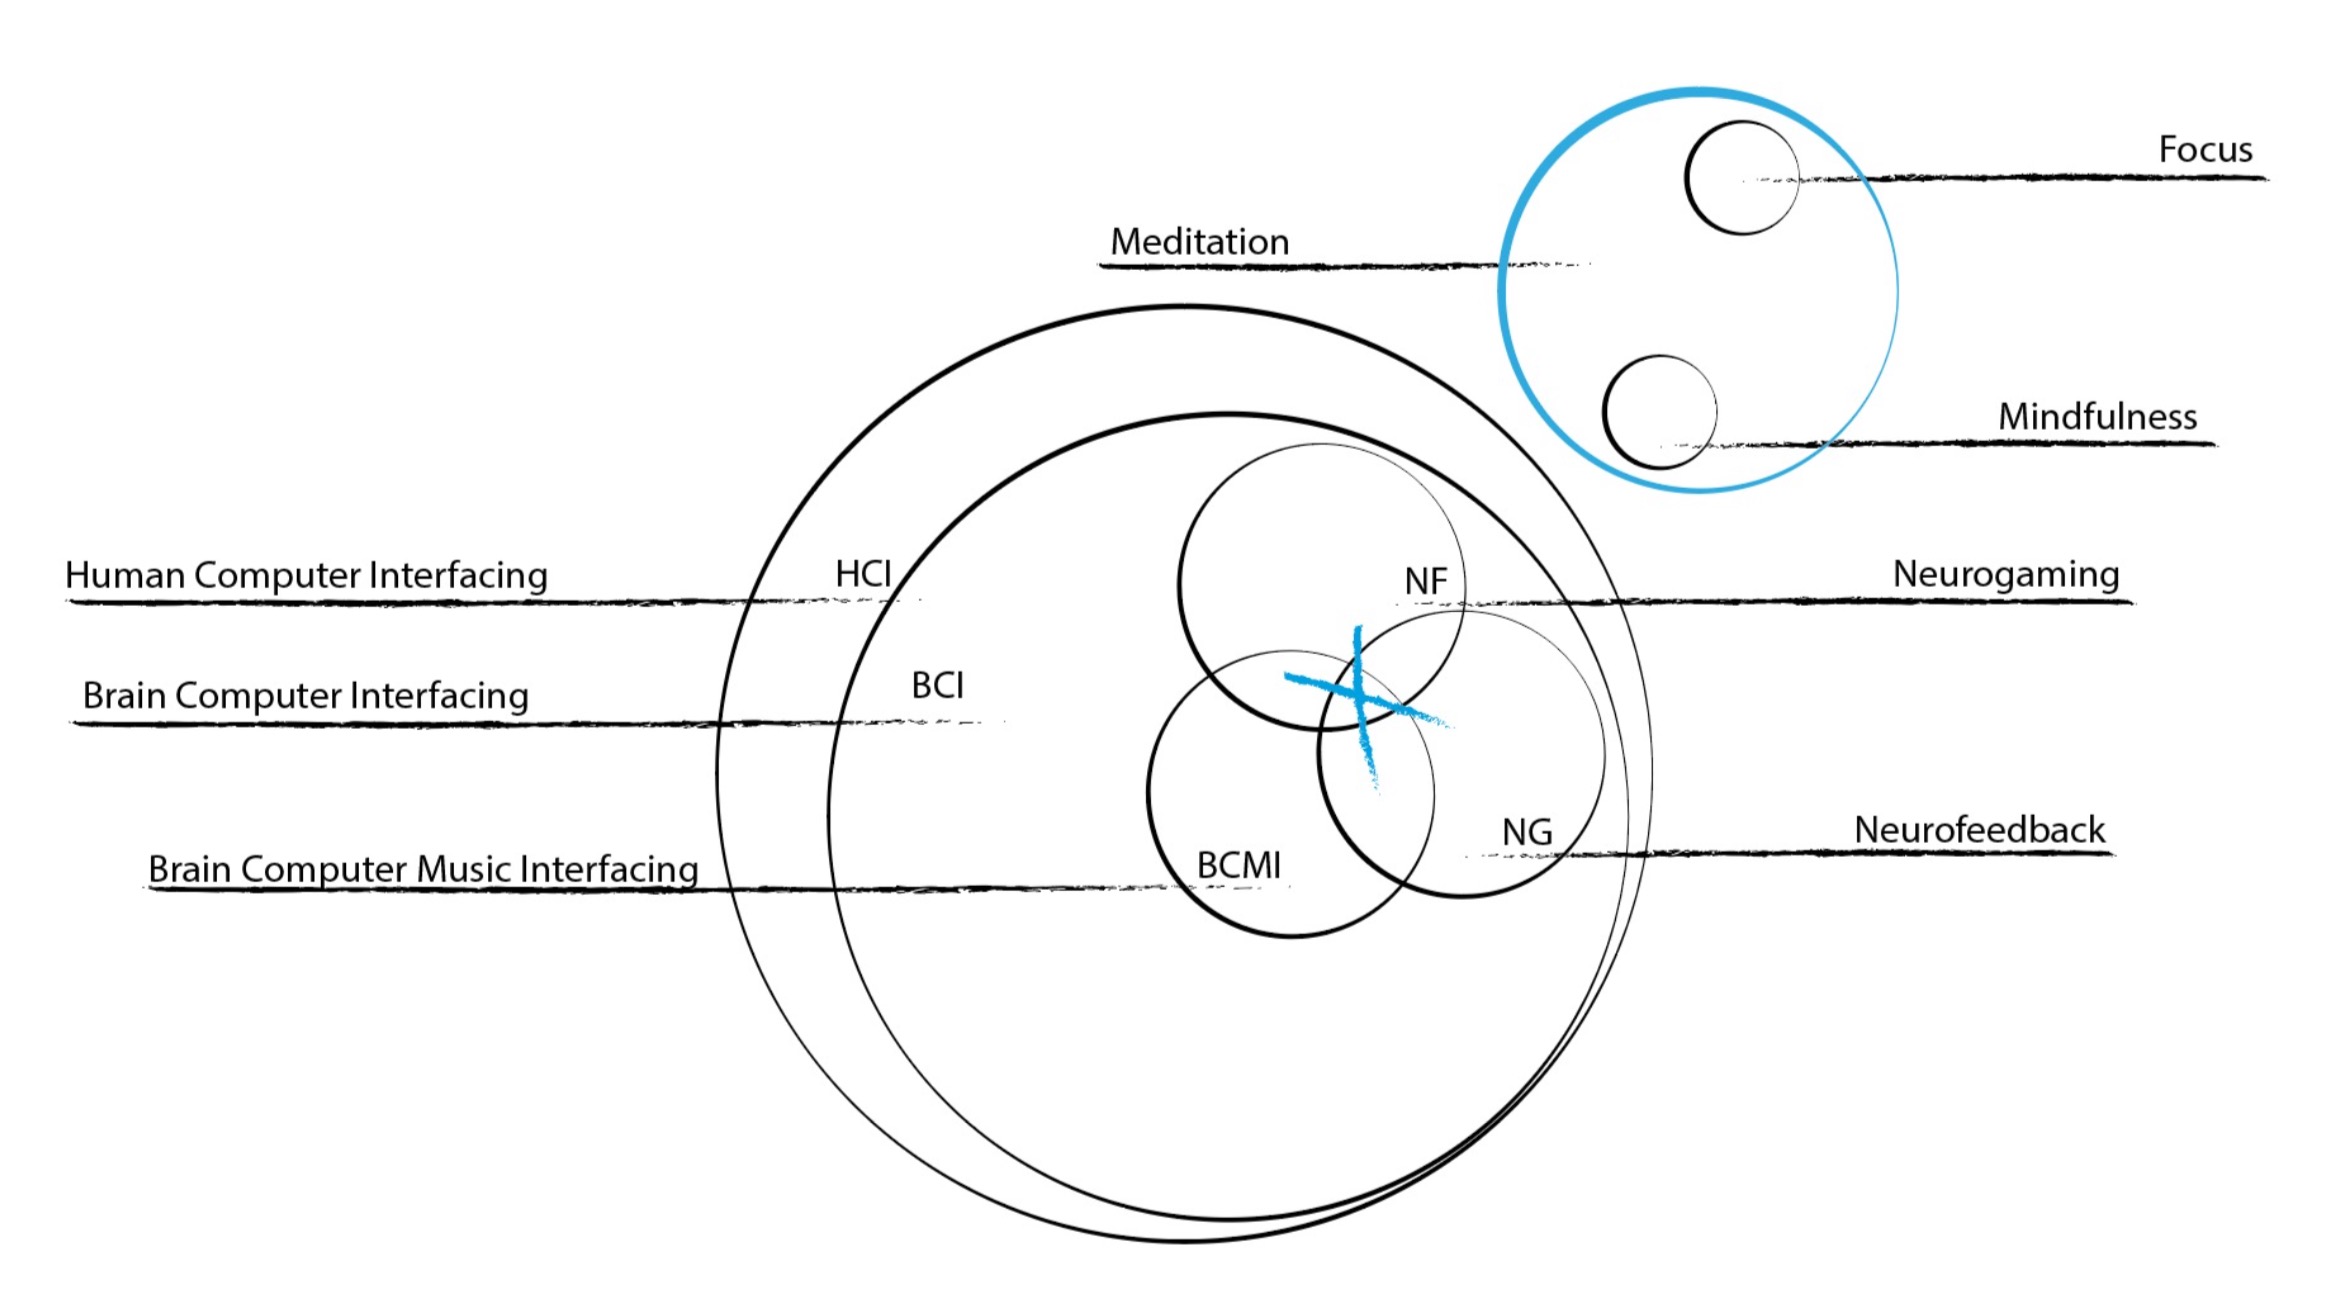 Focus
Meditation
Mindfulness
Human Computer Interfacing
HCI
NF
Neurogaming
Brain Computer Interfacing
BCI
Brain Computer Music Interfacing
BCMI
NG
Neurofeedback